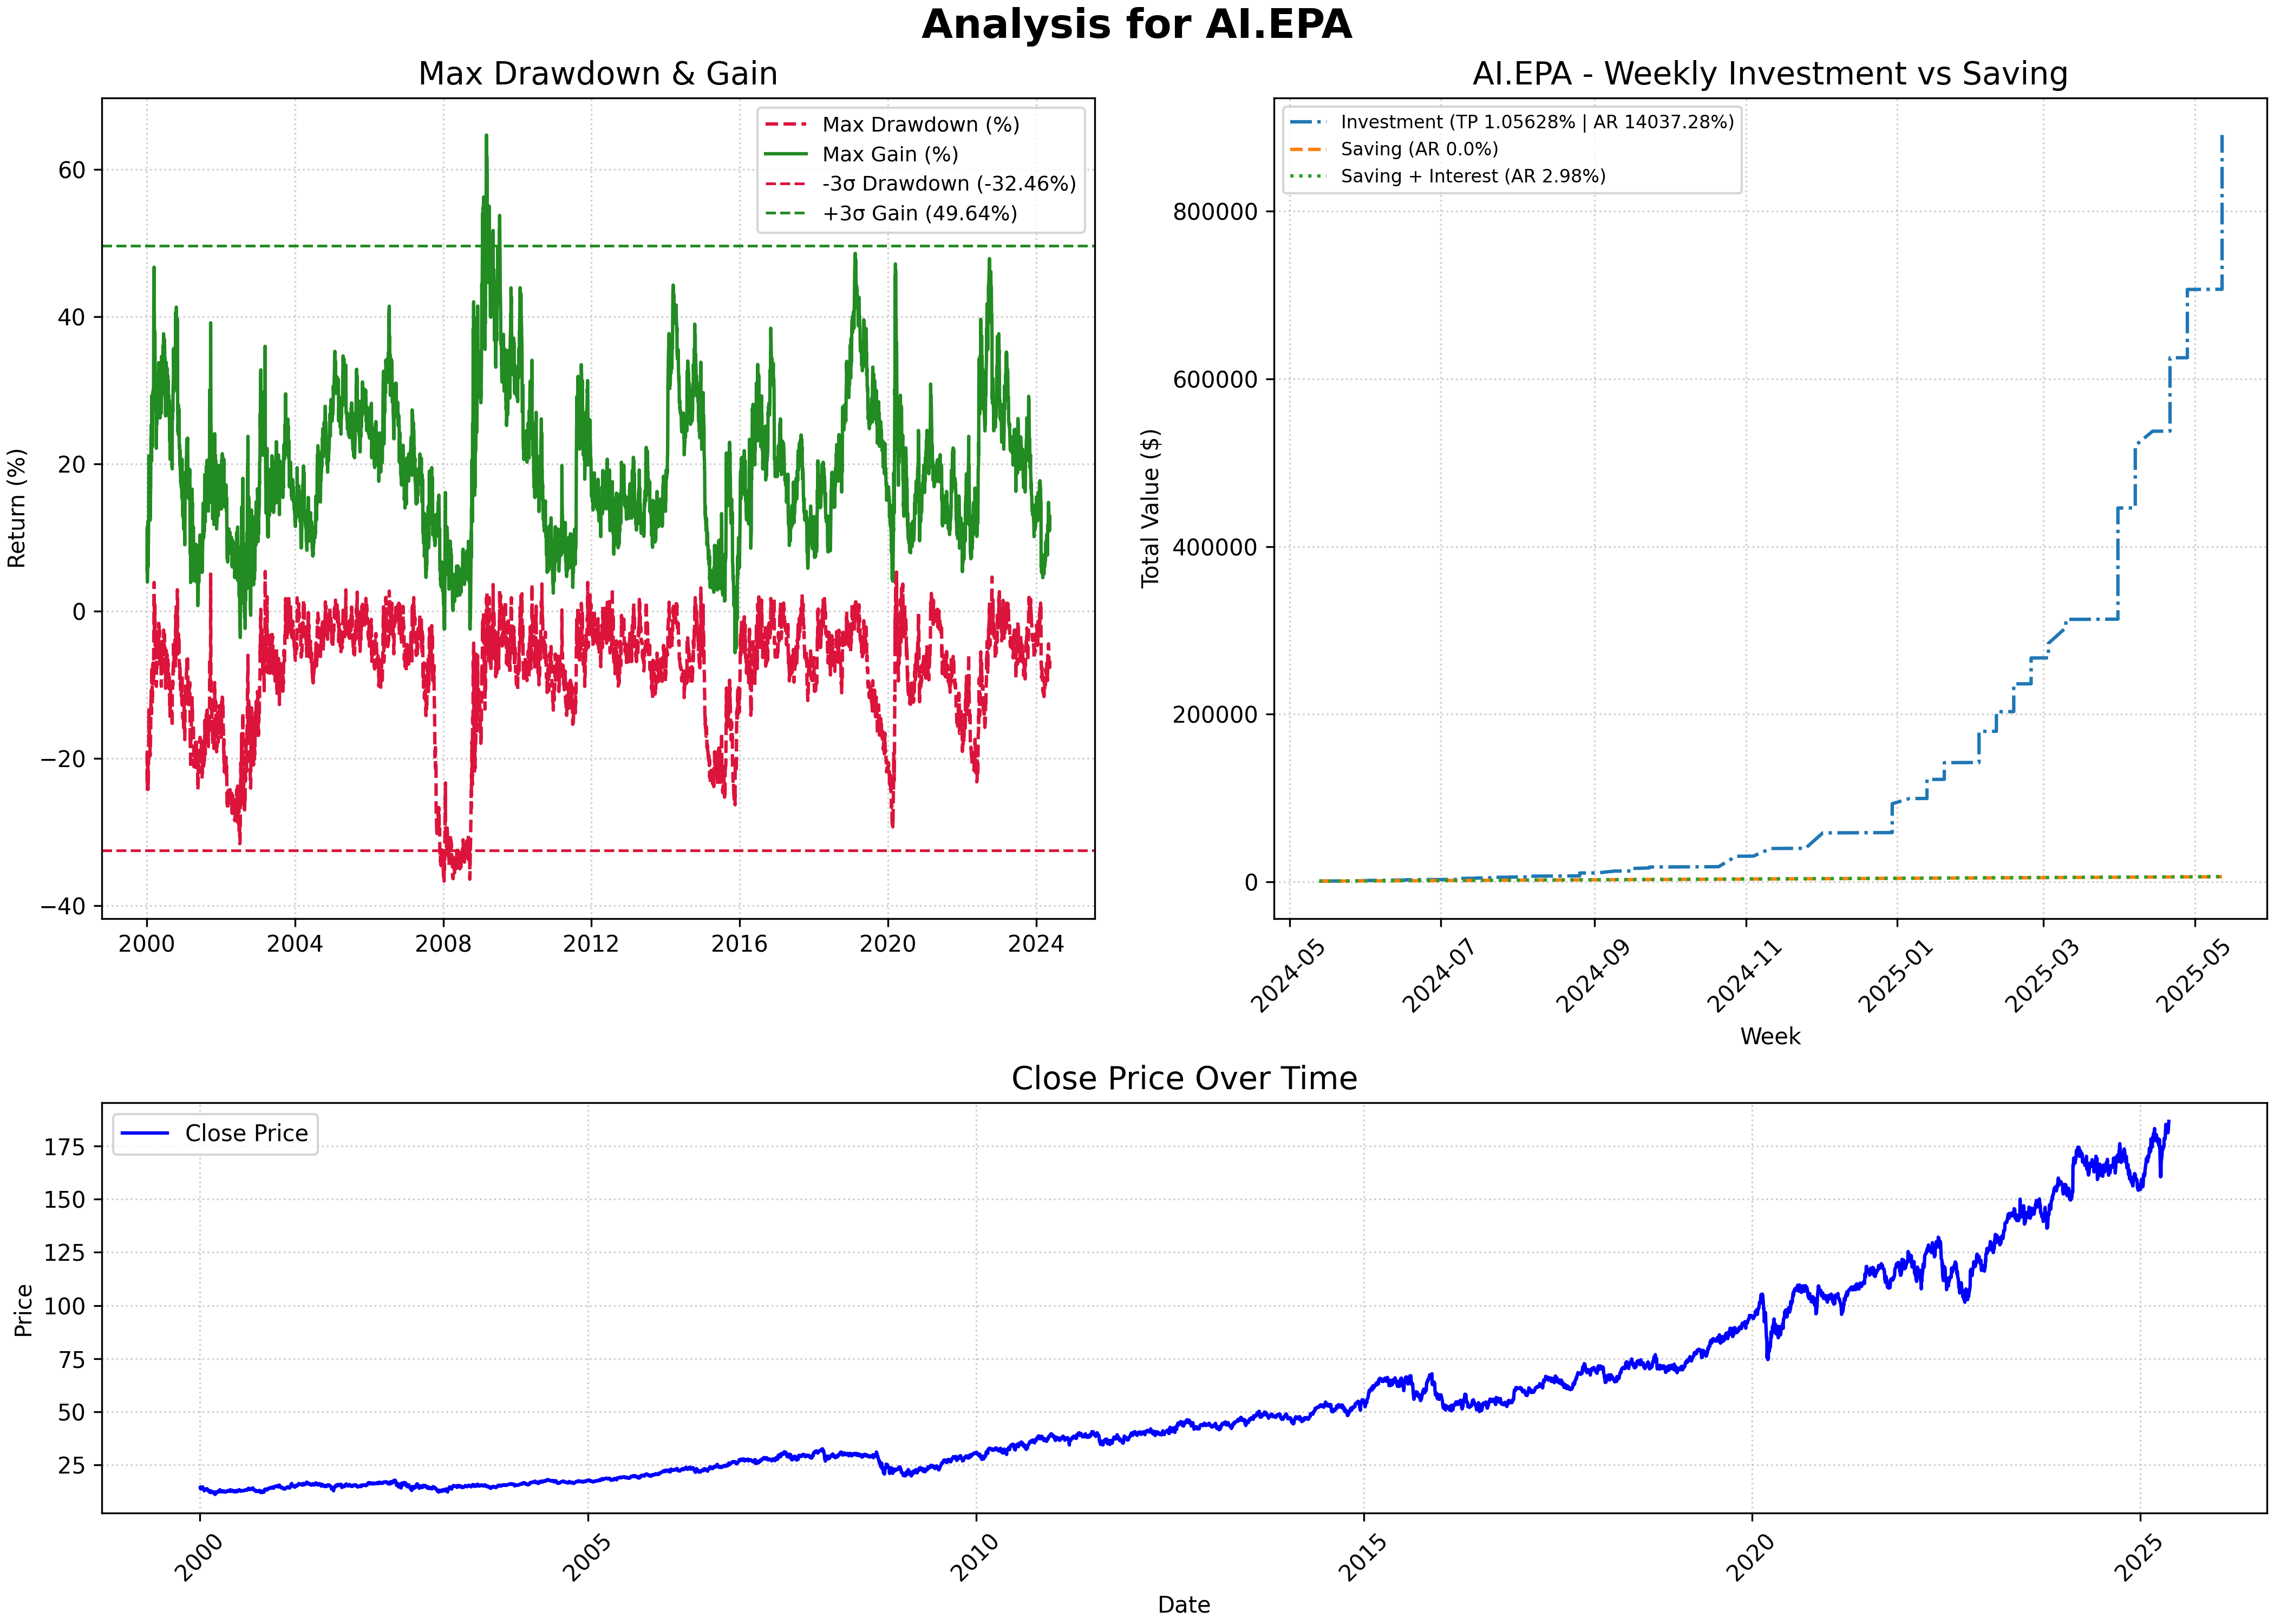 Analysis for AI.EPA
Max Drawdown & Gain
Return (%)
60
40
20
0
−20
−40
2000
2004
2008
2012
2016
2020
2024
Max Drawdown (%)
Max Gain (%)
-3σ Drawdown (-32.46%)
+3σ Gain (49.64%)
AI.EPA - Weekly Investment vs Saving
Total Value ($)
800000
600000
400000
200000
0
2024-05
2024-07
2024-09
2024-11
2025-01
2025-03
2025-05
Week
Investment (TP 1.05628% | AR 14037.28%)
Saving (AR 0.0%)
Saving + Interest (AR 2.98%)
Close Price Over Time
Price
175
150
125
100
75
50
25
2000
2005
2010
2015
2020
2025
Date
Close Price